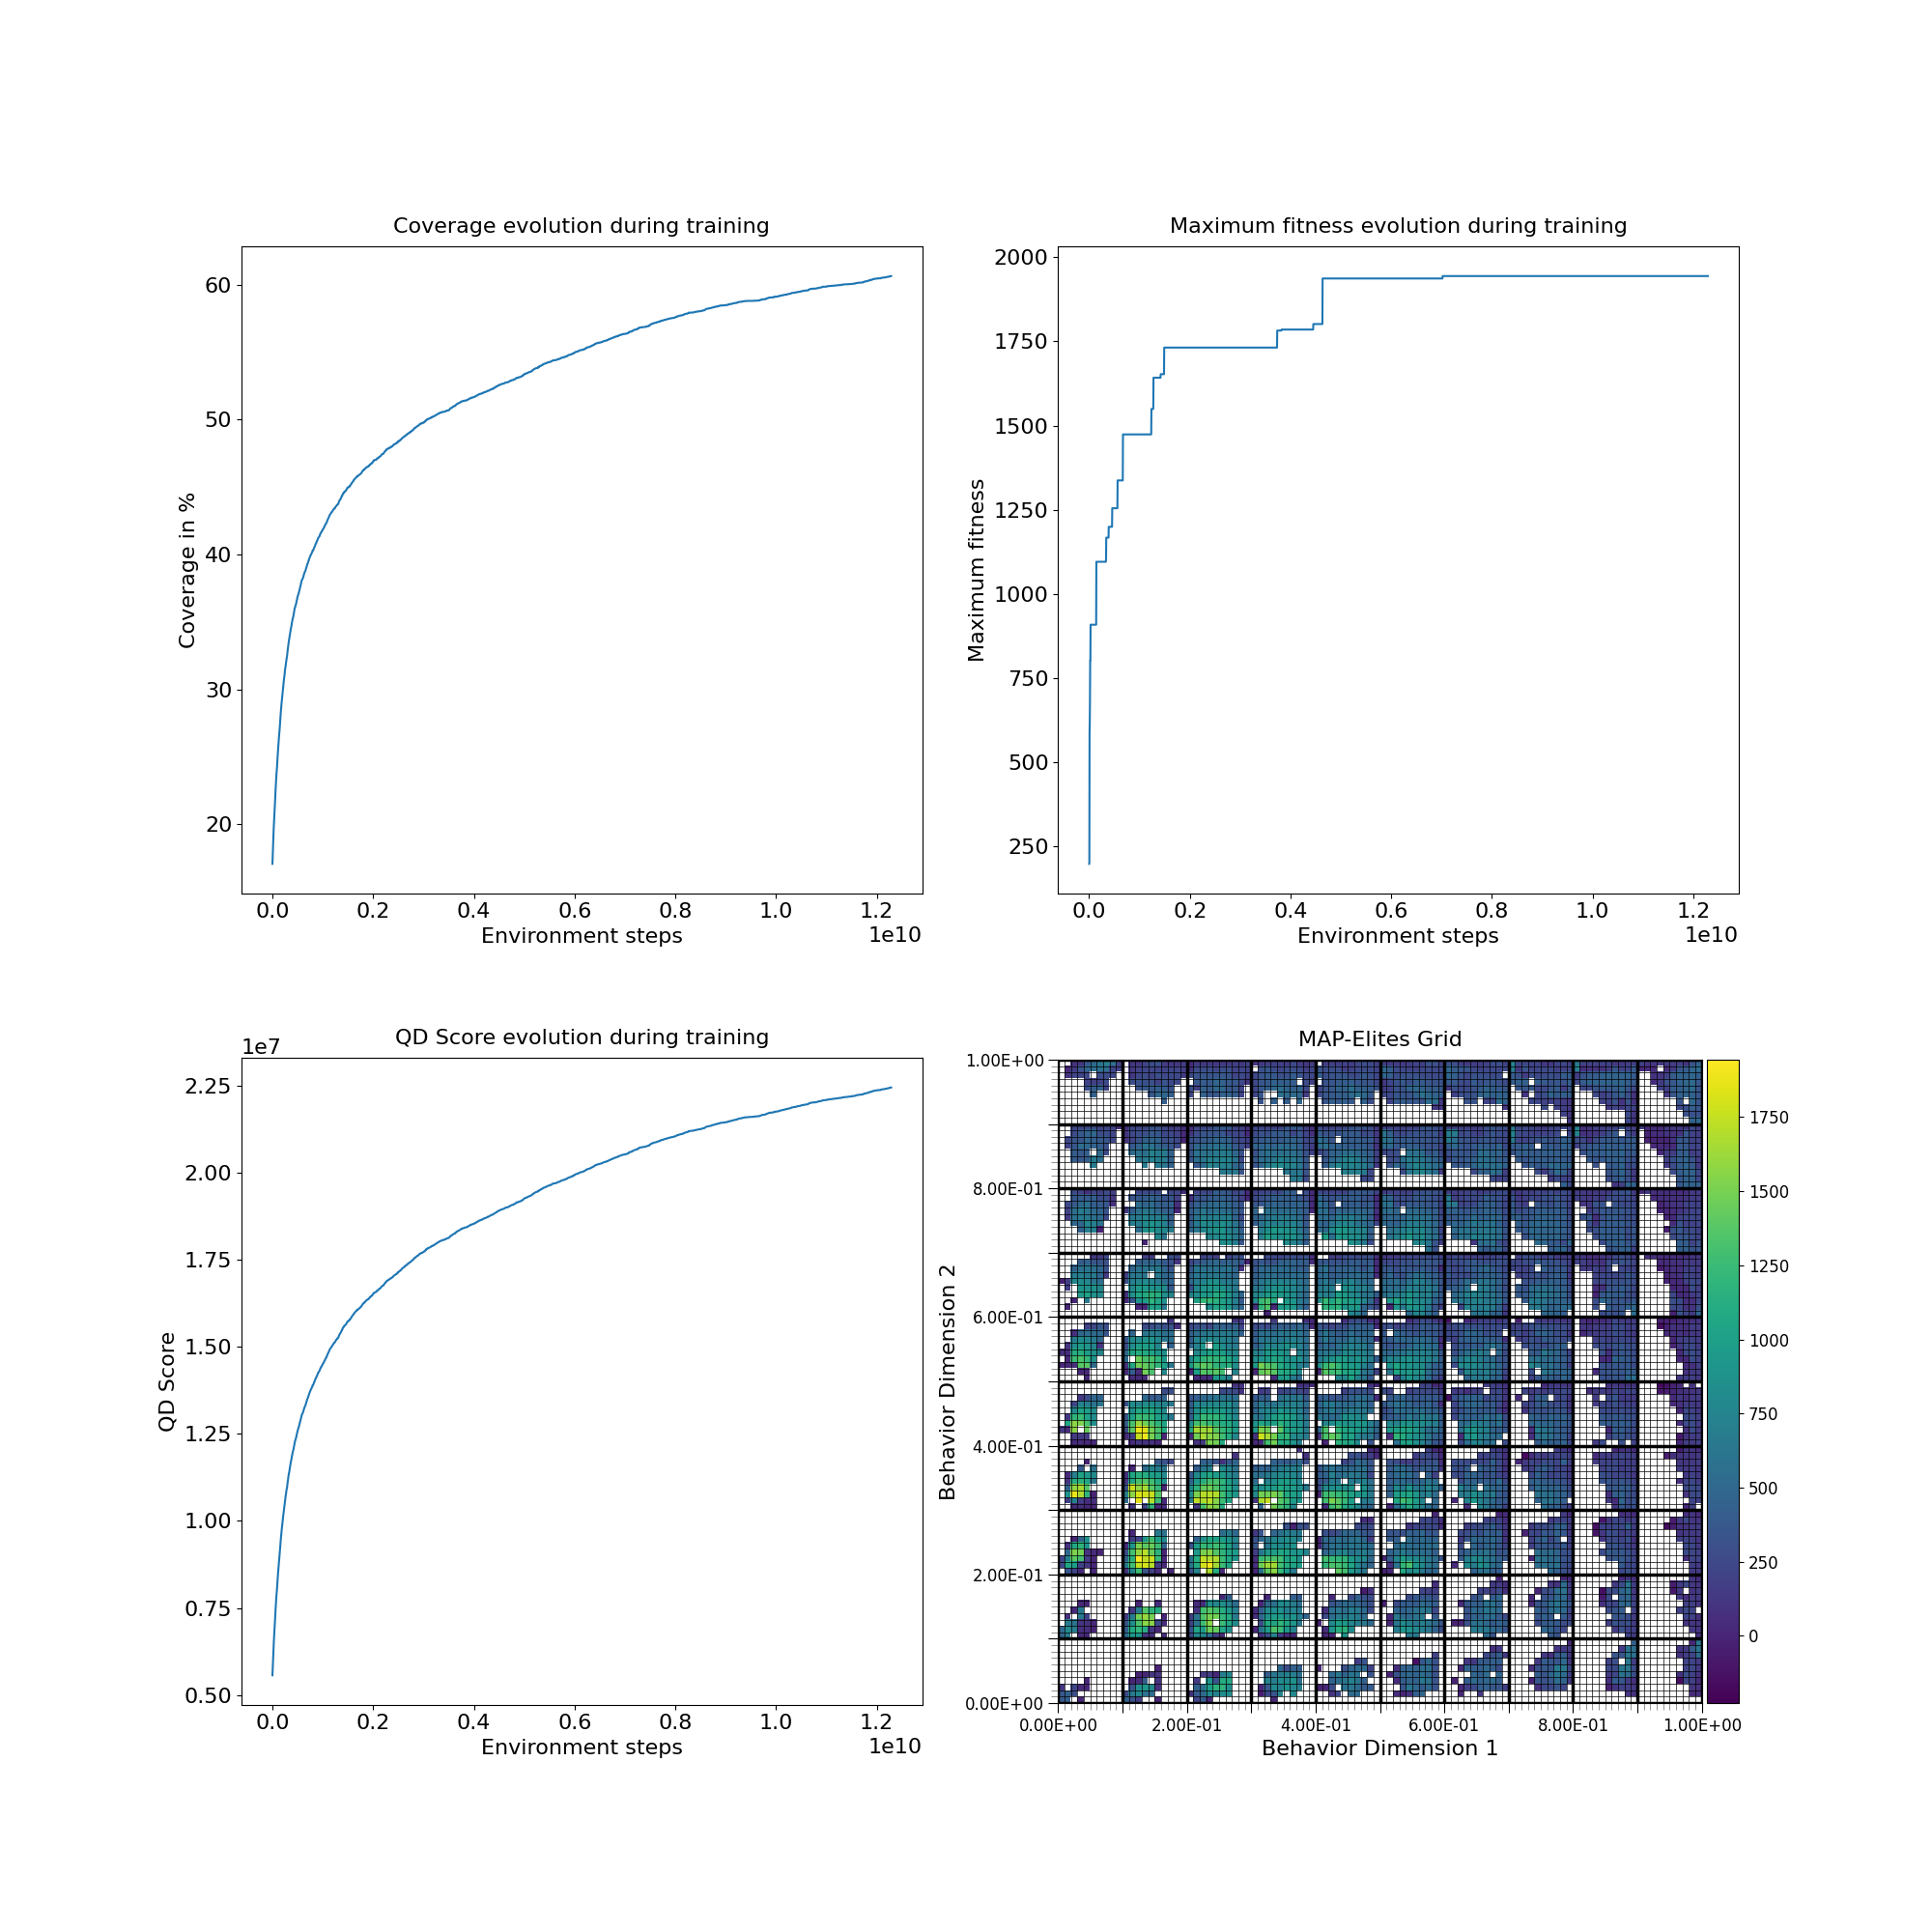 Coverage evolution during training
Coverage in %
60
50
40
30
20
0.0 0.2 0.4 0.6 0.8 1.0 1.2
1e10
Environment steps
Maximum fitness evolution during training
Maximum fitness
2000
1750
1500
1250
1000
750
500
250
0.0 0.2 0.4 0.6 0.8 1.0 1.2
1e10
Environment steps
QD Score evolution during training
1e7
QD Score
2.25
2.00
1.75
1.50
1.25
1.00
0.75
0.50
0.0 0.2 0.4 0.6 0.8 1.0 1.2
1e10
Environment steps
MAP-Elites Grid
Behavior Dimension 2
1.00E+00
8.00E-01
6.00E-01
4.00E-01
2.00E-01
0.00E+00
0.00E+00 2.00E-01 4.00E-01 6.00E-01 8.00E-01 1.00E+00
Behavior Dimension 1
1750
1500
1250
1000
750
500
250
0